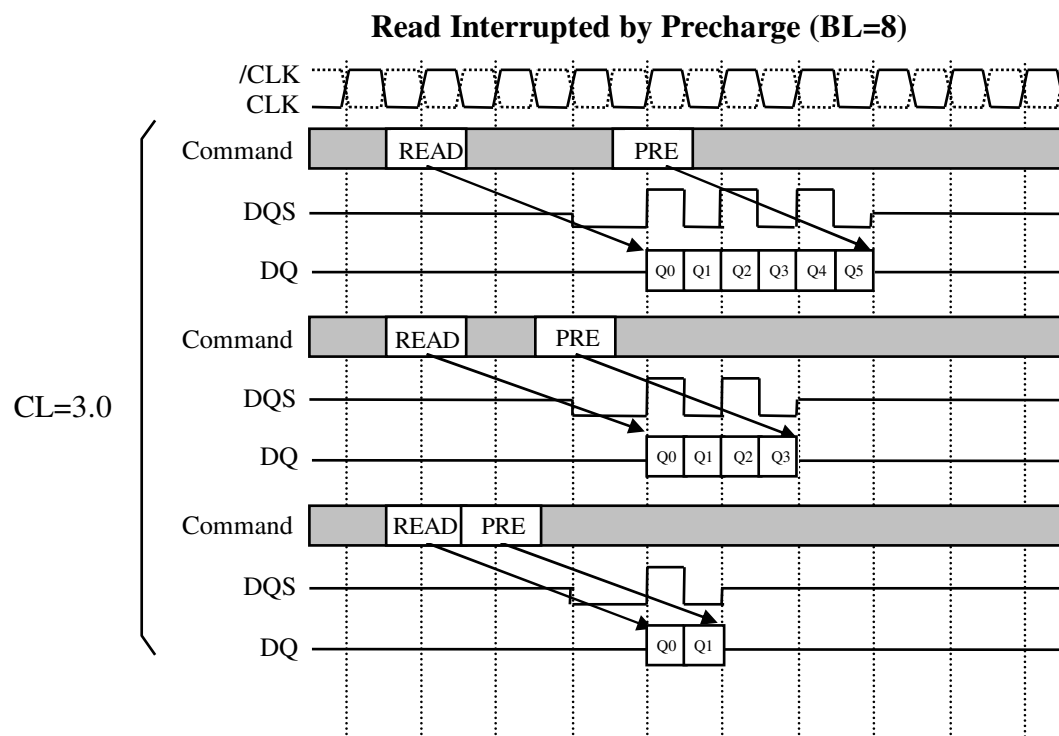 Read Interrupted by Precharge (BL=8)
/CLK
CLK
Command READ PRE
DQS
DQ Q0 Q1 Q2 Q3 Q4 Q5
Command READ PRE
CL=3.0
DQS
DQ Q0 Q1 Q2 Q3
Command READ PRE
DQS
DQ Q0 Q1